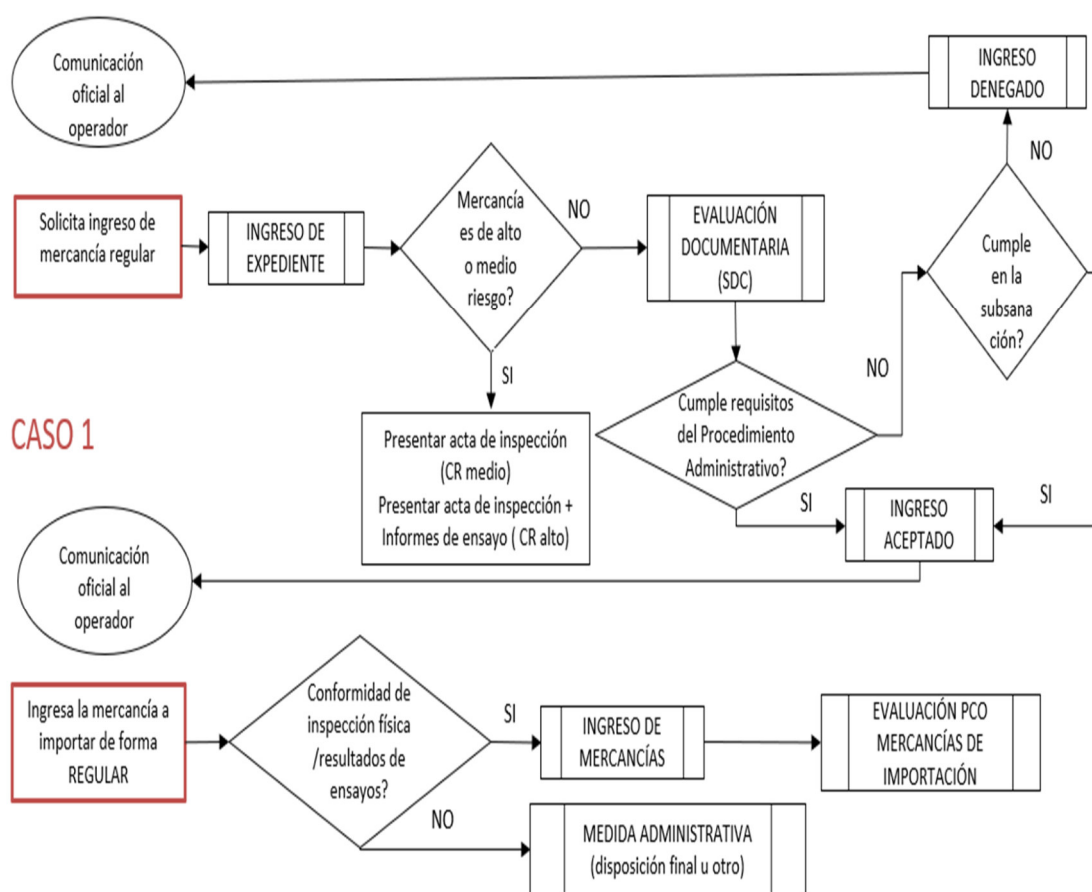 Comunicación
oficial al
operador
INGRESO
DENEGADO
NO
Solicita ingreso de
mercancía regular
INGRESO DE
EXPEDIENTE
Mercancía
es de alto
o medio
riesgo?
NO
EVALUACIÓN
DOCUMENTARIA
(SDC)
Cumple
en la
subsana
ción?
SI
NO
CASO 1
Presentar acta de inspección
(CR medio)
Presentar acta de inspección +
Informes de ensayo ( CR alto)
Cumple requisitos
del Procedimiento
Administrativo?
SI
INGRESO
ACEPTADO
SI
Comunicación
oficial al
operador
Ingresa la mercancía a
importar de forma
REGULAR
Conformidad de
inspección física
/resultados de
ensayos?
SI
INGRESO DE
MERCANCÍAS
EVALUACIÓN PCO
MERCANCÍAS DE
IMPORTACIÓN
NO
MEDIDA ADMINISTRATIVA
(disposición final u otro)